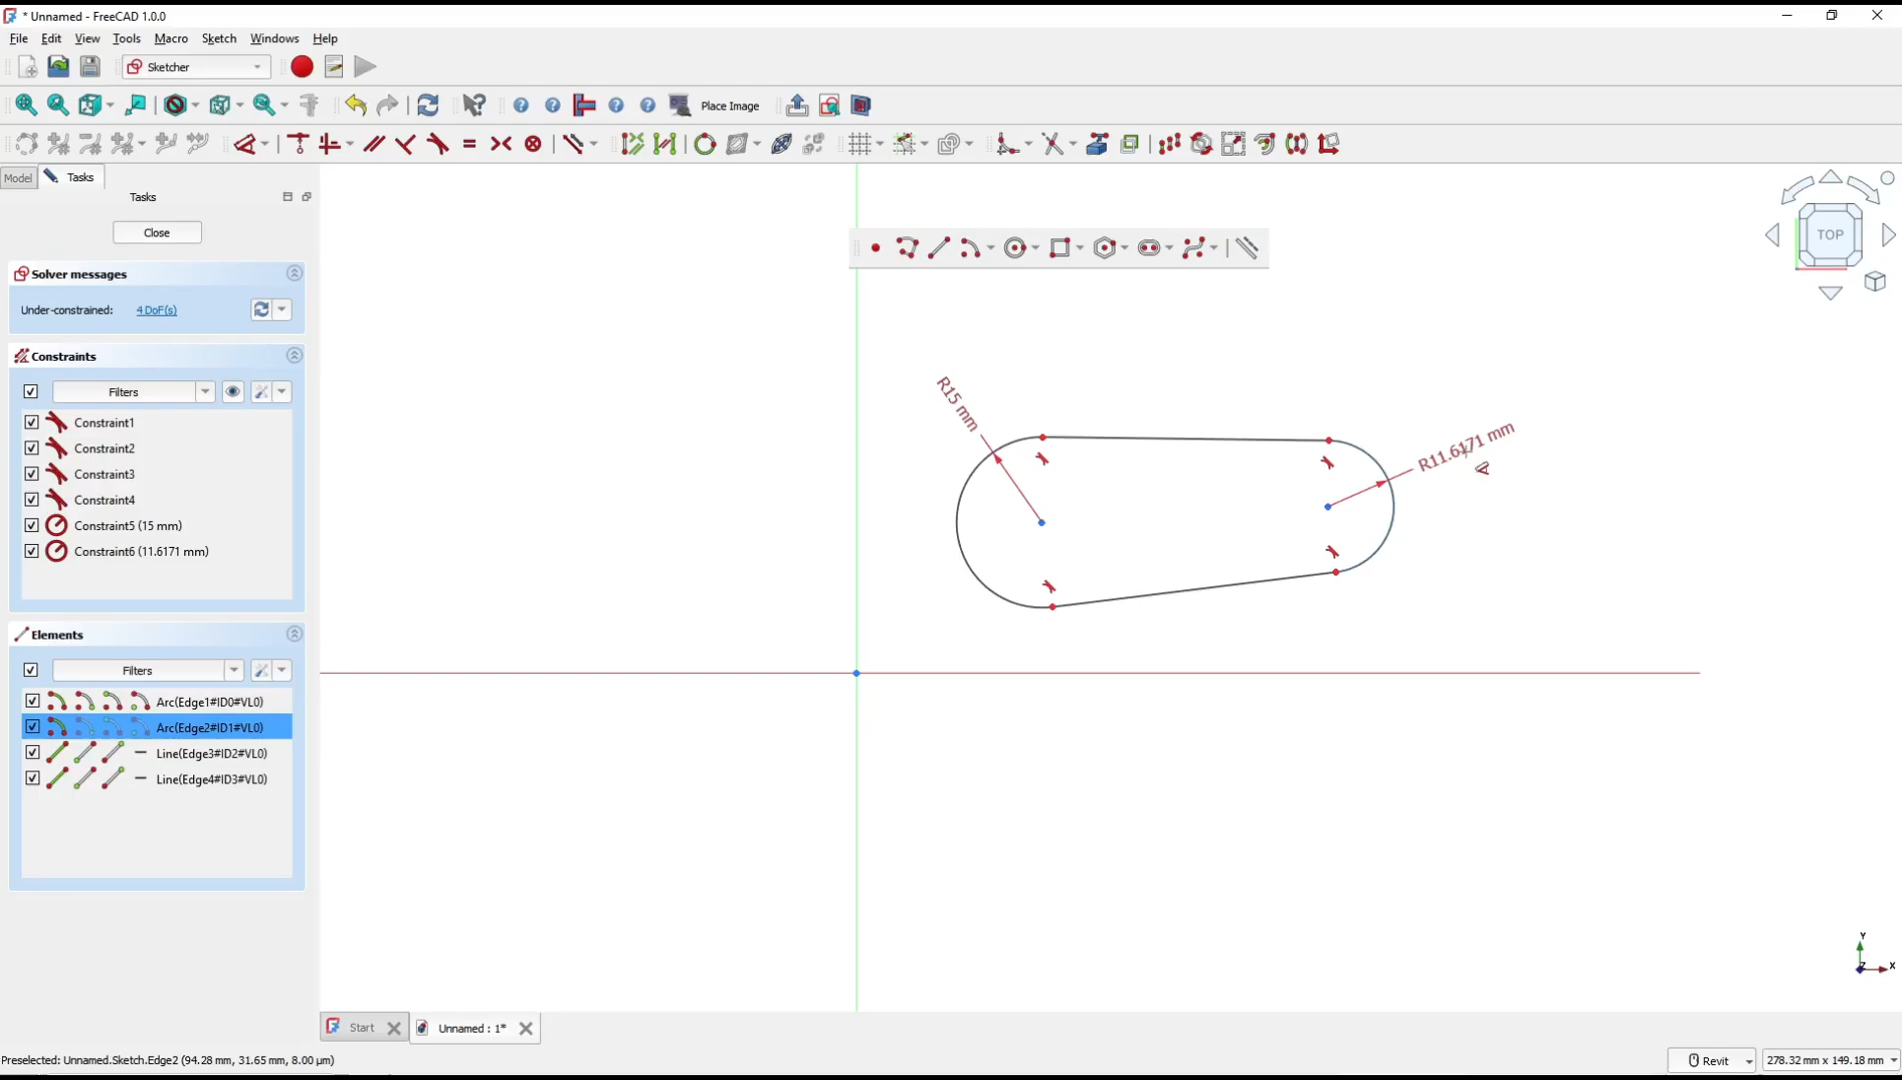 * Unnamed - FreeCAD 1.0.0
File Edit View Tools Macro Sketch Windows Help
Sketcher
Place Image
Model Tasks
Tasks
Close
Solver messages
Under-constrained: 4 DoF(s)
Constraints
Filters
Constraint1
Constraint2
Constraint3
Constraint4
Constraint5 (15 mm)
Constraint6 (11.6171 mm)
Elements
Filters
Arc(Edge1#ID0#VL0)
Arc(Edge2#ID1#VL0)
Line(Edge3#ID2#VL0)
Line(Edge4#ID3#VL0)
TOP
R15 mm
R11.6171 mm
Y
Z
X
Start
Unnamed : 1*
Preselected: Unnamed.Sketch.Edge2 (94.28 mm, 31.65 mm, 8.00 µm)
Revit
278.32 mm x 149.18 mm